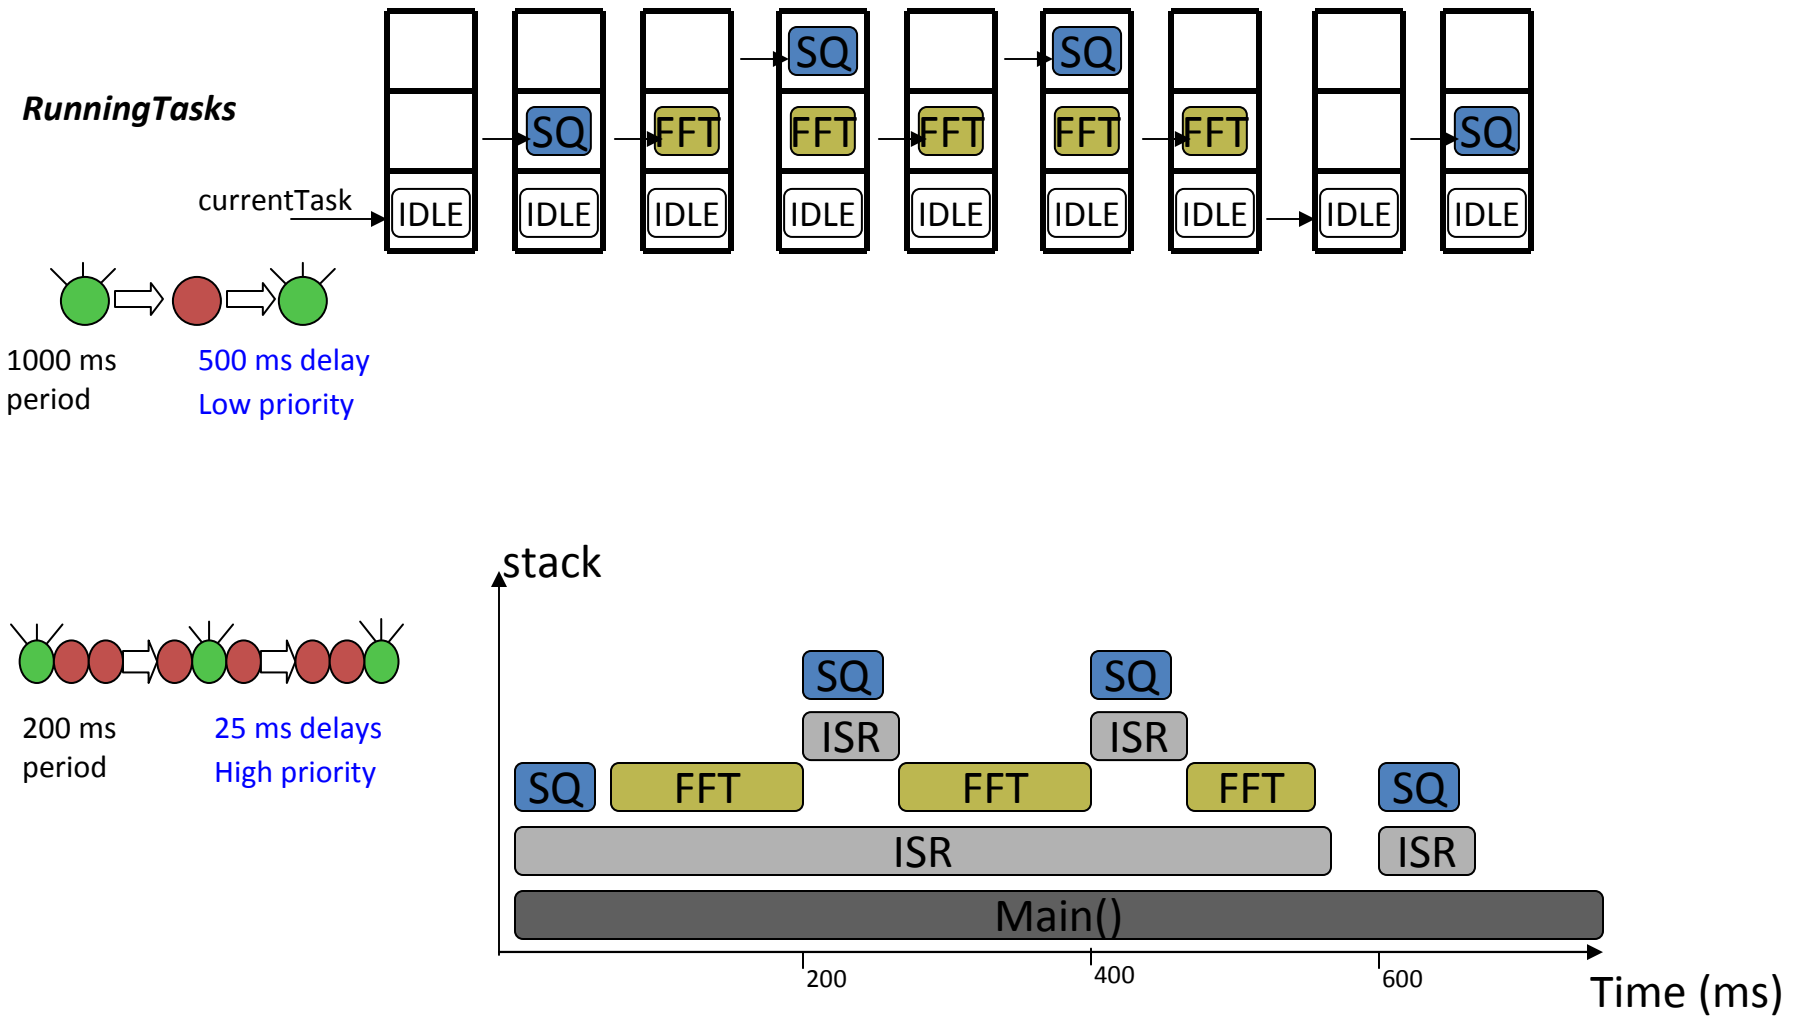 SQ SQ
RunningTasks
SQ FFT FFT FFT FFT FFT SQ
currentTask
IDLE IDLE IDLE IDLE IDLE IDLE IDLE IDLE IDLE
1000 ms
period
500 ms delay
Low priority
stack
SQ SQ
ISR ISR
200 ms
period
25 ms delays
High priority
SQ FFT FFT FFT SQ
ISR ISR
Main()
200 400 600
Time (ms)